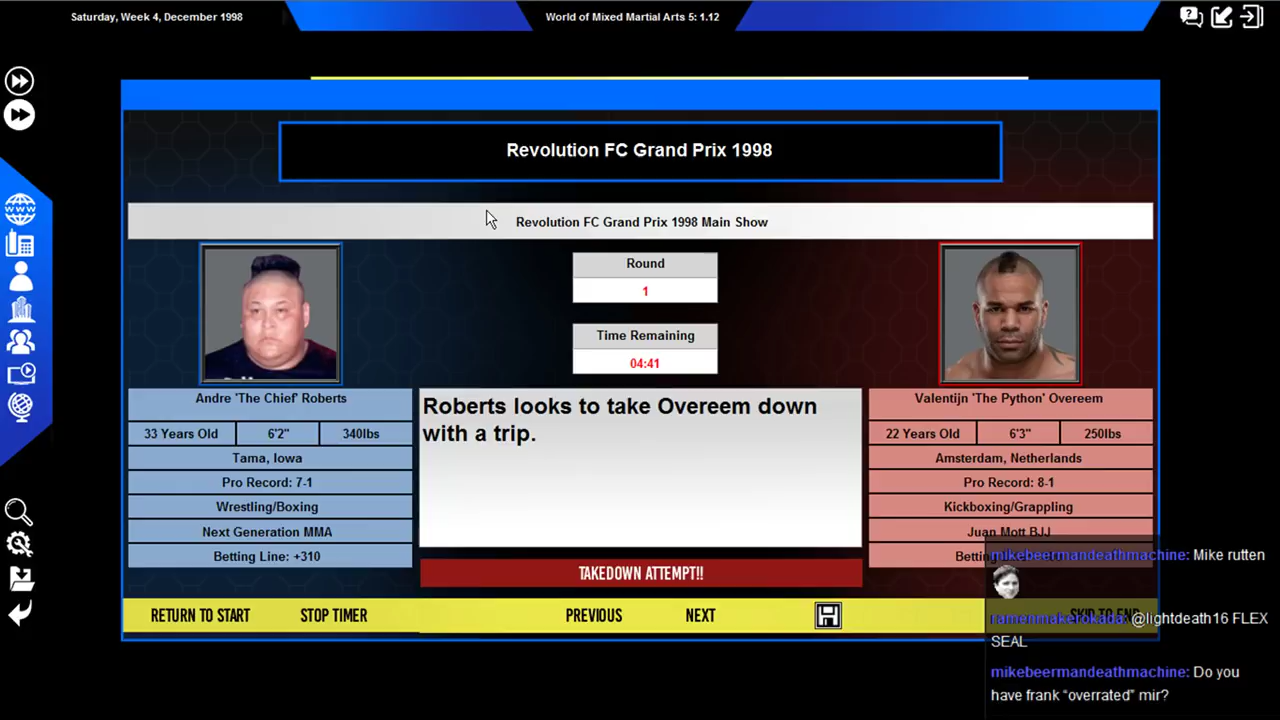 Saturday, Week 4, December 1998
World of Mixed Martial Arts 5: 1.12
Revolution FC Grand Prix 1998
Revolution FC Grand Prix 1998 Main Show
Round
1
Time Remaining
04:41
Andre 'The Chief' Roberts
33 Years Old
6'2"
340lbs
Tama, Iowa
Pro Record: 7-1
Wrestling/Boxing
Next Generation MMA
Betting Line: +310
Roberts looks to take Overeem down
with a trip.
TAKEDOWN ATTEMPT!!
Valentijn 'The Python' Overeem
22 Years Old
6'3"
250lbs
Amsterdam, Netherlands
Pro Record: 8-1
Kickboxing/Grappling
Juan Mott BJJ
RETURN TO START
STOP TIMER
PREVIOUS
NEXT
SKIP TO END
mikebeermandeathmachine: Mike rutten
ramenmakerokada: @lightdeath16 FLEX
SEAL
mikebeermandeathmachine: Do you
have frank “overrated” mir?